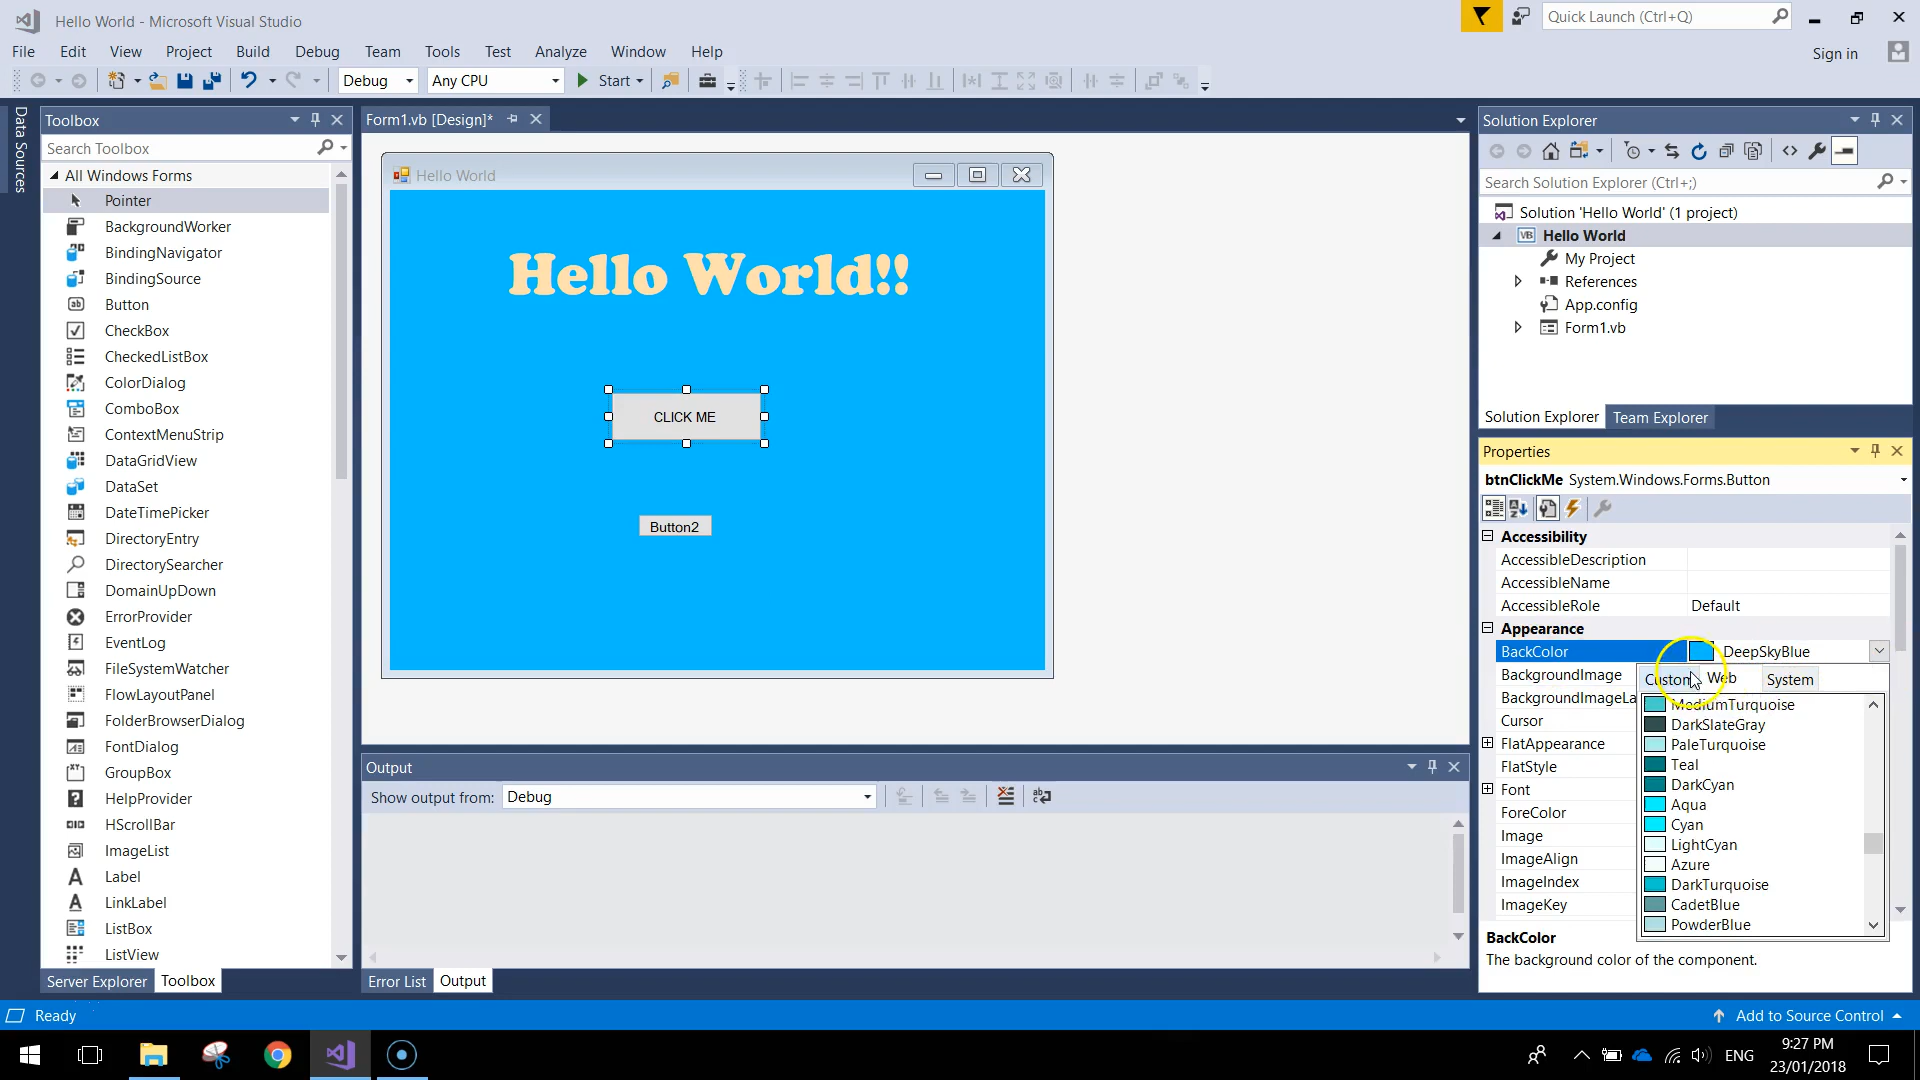 Hello World - Microsoft Visual Studio
Quick Launch (Ctrl+Q)
File Edit View Project Build Debug Team Tools Test Analyze Window Help
Sign in
Debug Any CPU Start
Data Sources
Toolbox
Search Toolbox
All Windows Forms
Pointer
BackgroundWorker
BindingNavigator
BindingSource
Button
CheckBox
CheckedListBox
ColorDialog
ComboBox
ContextMenuStrip
DataGridView
DataSet
DateTimePicker
DirectoryEntry
DirectorySearcher
DomainUpDown
ErrorProvider
EventLog
FileSystemWatcher
FlowLayoutPanel
FolderBrowserDialog
FontDialog
GroupBox
HelpProvider
HScrollBar
ImageList
Label
LinkLabel
ListBox
ListView
Server Explorer Toolbox
Form1.vb [Design]*
Hello World
Hello World!!
CLICK ME
Button2
Output
Show output from: Debug
Error List Output
Solution Explorer
Search Solution Explorer (Ctrl+;)
Solution 'Hello World' (1 project)
VB Hello World
My Project
References
App.config
Form1.vb
Solution Explorer Team Explorer
Properties
btnClickMe System.Windows.Forms.Button
Accessibility
AccessibleDescription
AccessibleName
AccessibleRole Default
Appearance
BackColor DeepSkyBlue
BackgroundImage
BackgroundImageLa
Cursor
FlatAppearance
FlatStyle
Font
ForeColor
Image
ImageAlign
ImageIndex
ImageKey
Custom Web System
MediumTurquoise
DarkSlateGray
PaleTurquoise
Teal
DarkCyan
Aqua
Cyan
LightCyan
Azure
DarkTurquoise
CadetBlue
PowderBlue
BackColor
The background color of the component.
Ready
Add to Source Control
ENG
9:27 PM
23/01/2018